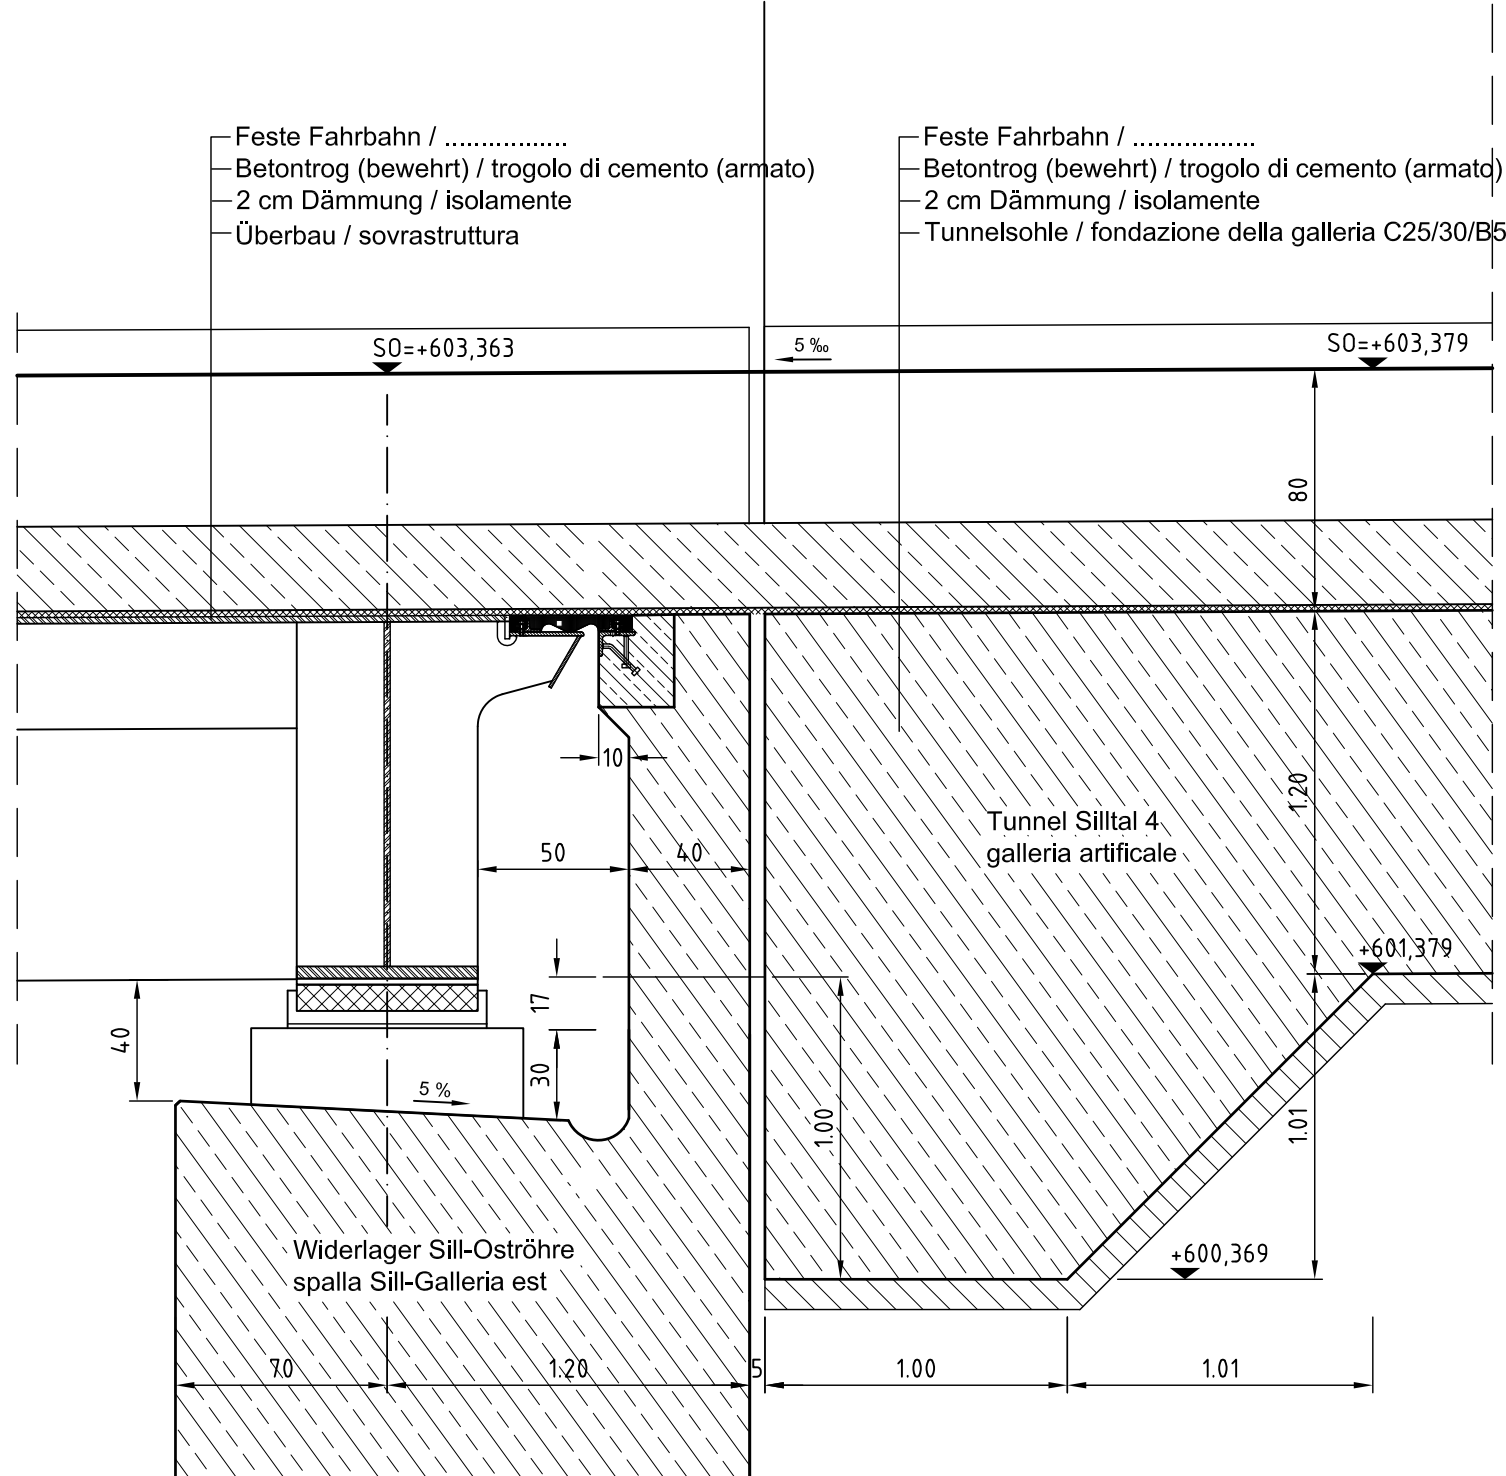 Feste Fahrbahn / .................
Betontrog (bewehrt) / trogolo di cemento (armato)
2 cm Dämmung / isolamente
Überbau / sovrastruttura
Feste Fahrbahn / .................
Betontrog (bewehrt) / trogolo di cemento (armato)
2 cm Dämmung / isolamente
Tunnelsohle / fondazione della galleria C25/30/B5
SO=+603,363
5 ‰
SO=+603,379
80
10
1.20
Tunnel Silltal 4
galleria artificale
50
40
+601,379
17
40
30
5 %
1.00
1.01
Widerlager Sill-Oströhre
spalla Sill-Galleria est
+600,369
70
1.20
5
1.00
1.01